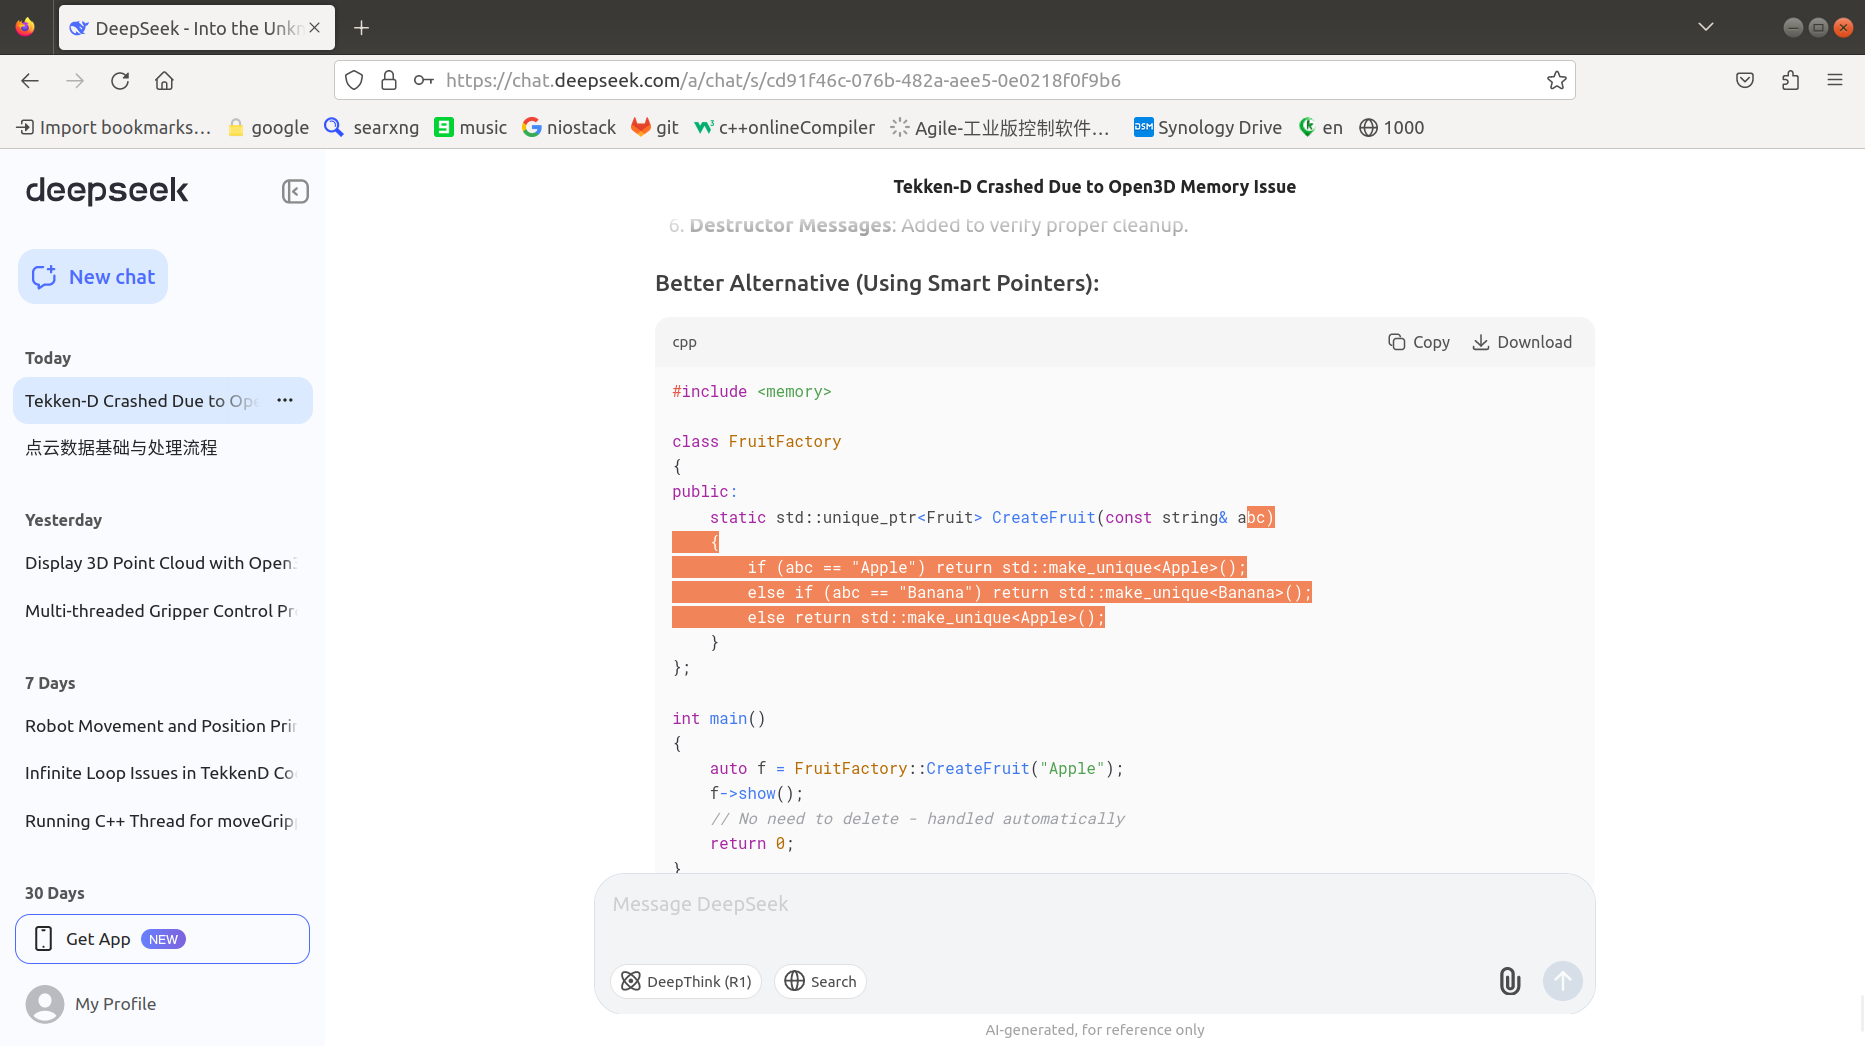 DeepSeek - Into the Unkn
https://chat.deepseek.com/a/chat/s/cd91f46c-076b-482a-aee5-0e0218f0f9b6
Import bookmarks... google searxng music niostack git c++onlineCompiler Agile-工业版控制软件... DSM Synology Drive en 1000
deepseek
New chat
Today
Tekken-D Crashed Due to Ope
点云数据基础与处理流程
Yesterday
Display 3D Point Cloud with Open3
Multi-threaded Gripper Control Pr
7 Days
Robot Movement and Position Prin
Infinite Loop Issues in TekkenD Co
Running C++ Thread for moveGripp
30 Days
Get App NEW
My Profile
Tekken-D Crashed Due to Open3D Memory Issue
6. Destructor Messages: Added to verify proper cleanup.
Better Alternative (Using Smart Pointers):
cpp Copy Download
#include <memory>
class FruitFactory
{
public:
    static std::unique_ptr<Fruit> CreateFruit(const string& abc)
    {
        if (abc == "Apple") return std::make_unique<Apple>();
        else if (abc == "Banana") return std::make_unique<Banana>();
        else return std::make_unique<Apple>();
    }
};
int main()
{
    auto f = FruitFactory::CreateFruit("Apple");
    f->show();
    // No need to delete - handled automatically
    return 0;
}
Message DeepSeek
DeepThink (R1) Search
AI-generated, for reference only